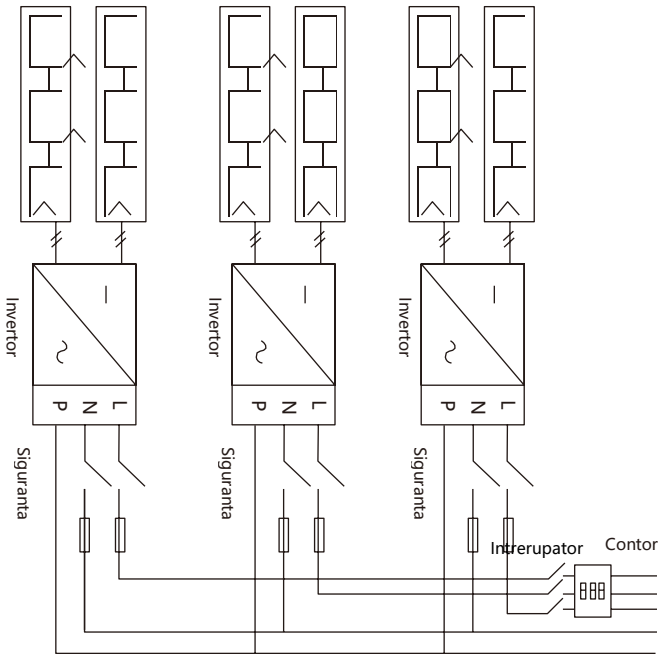 Invertor
Invertor
Invertor
P N L
P N L
P N L
Siguranta
Siguranta
Siguranta
Intrerupator
Contor